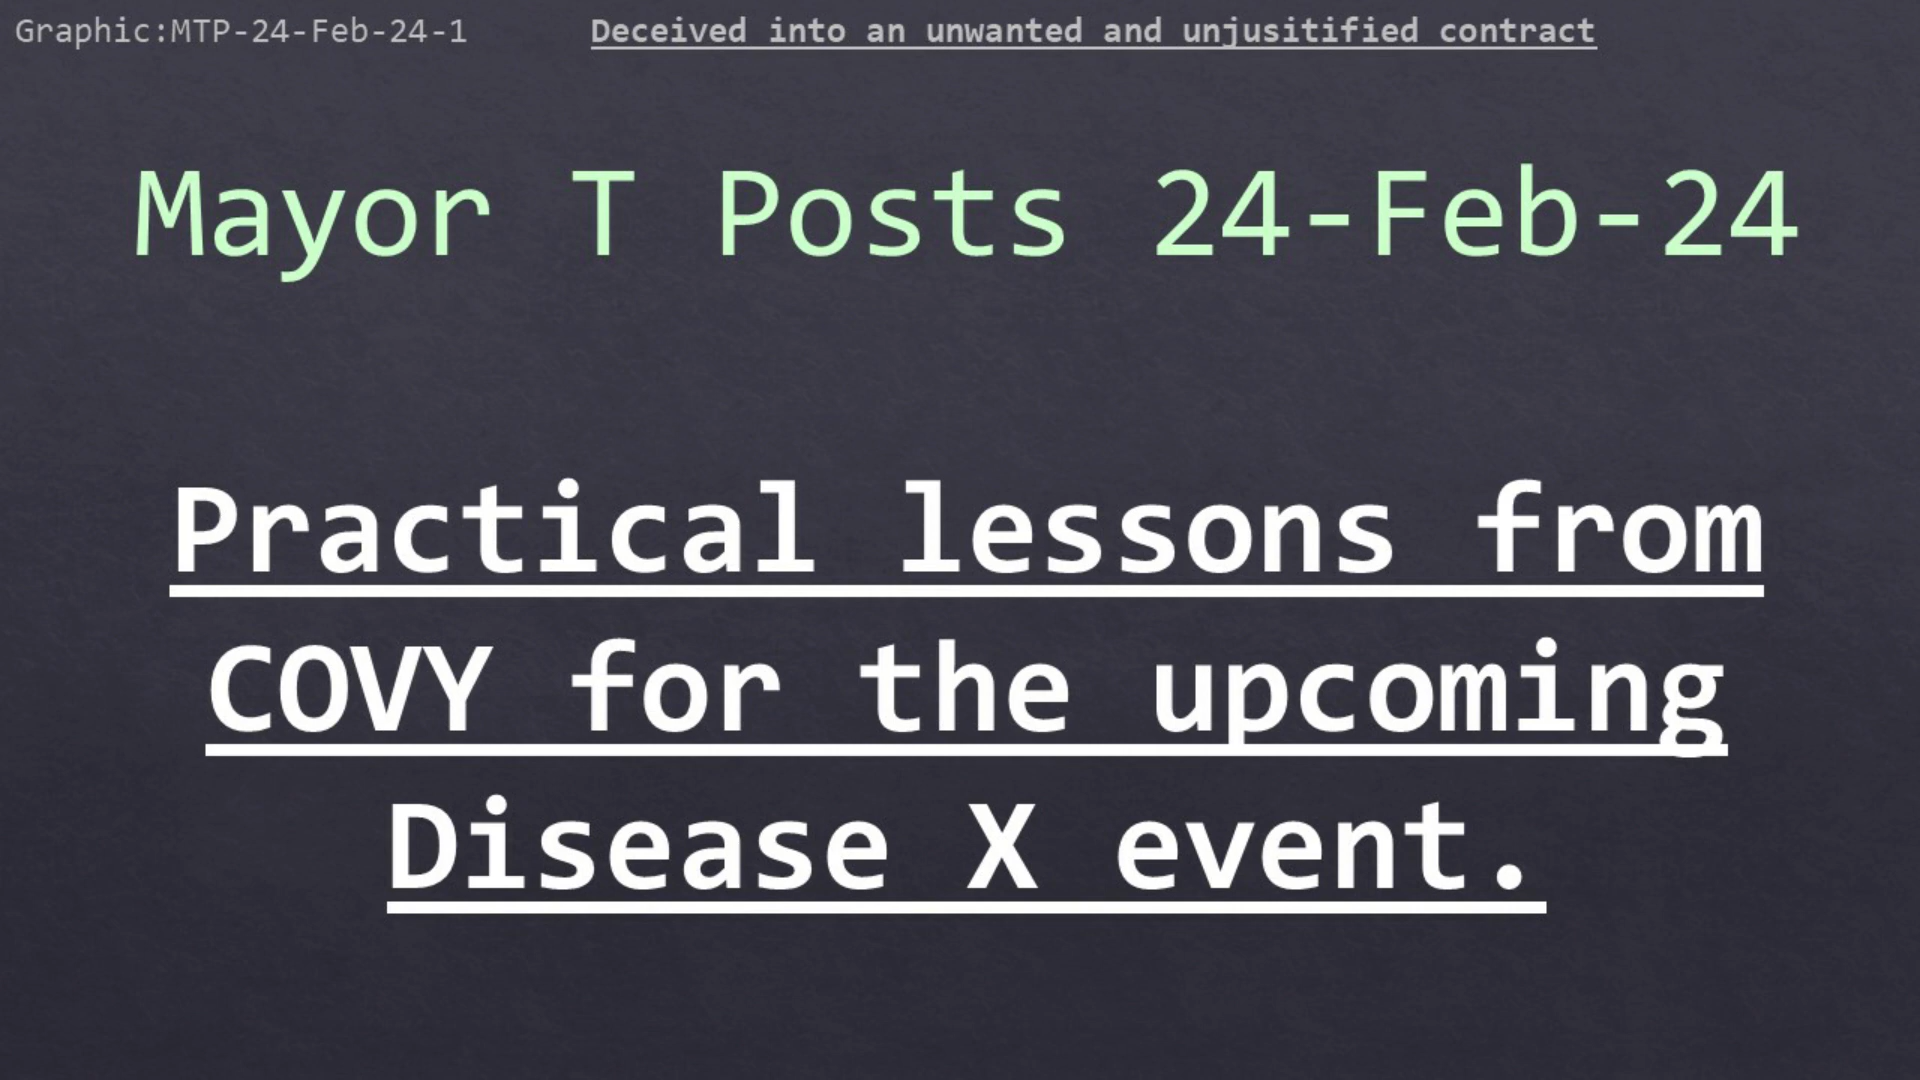 Graphic:MTP-24-Feb-24-1
Deceived into an unwanted and unjusitified contract
Mayor T Posts 24-Feb-24
Practical lessons from
COVY for the upcoming
Disease X event.